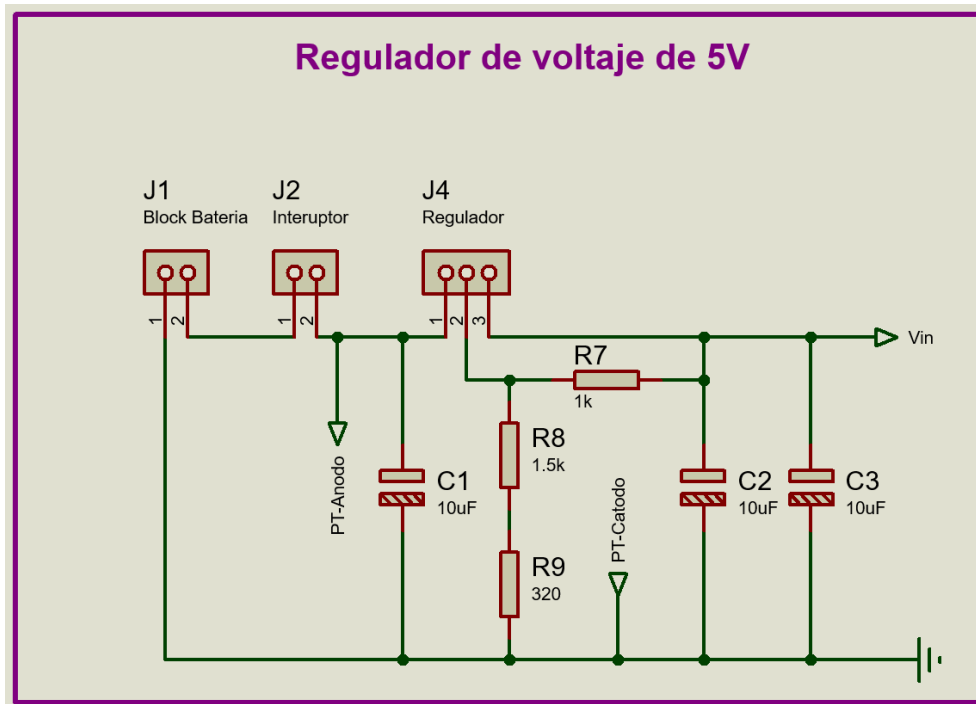 Regulador de voltaje de 5V
J1
Block Bateria
J2
Interuptor
J4
Regulador
1
2
1
2
1
2
3
Vin
R7
1k
PT-Anodo
C1
10uF
R8
1.5k
R9
320
PT-Catodo
C2
10uF
C3
10uF